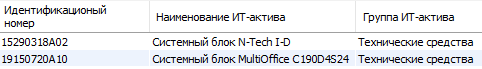 Идентификационый номер Наименование ИТ-актива Группа ИТ-актива
15290318A02 Системный блок N-Tech I-D Технические средства
19150720A10 Системный блок MultiOffice C190D4S24 Технические средства